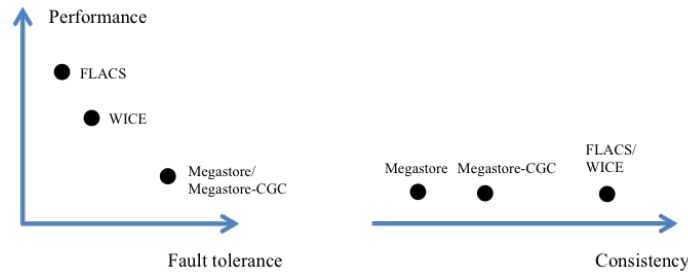 Performance
FLACS
WICE
Megastore/
Megastore-CGC
Fault tolerance
Megastore
Megastore-CGC
FLACS/
WICE
Consistency